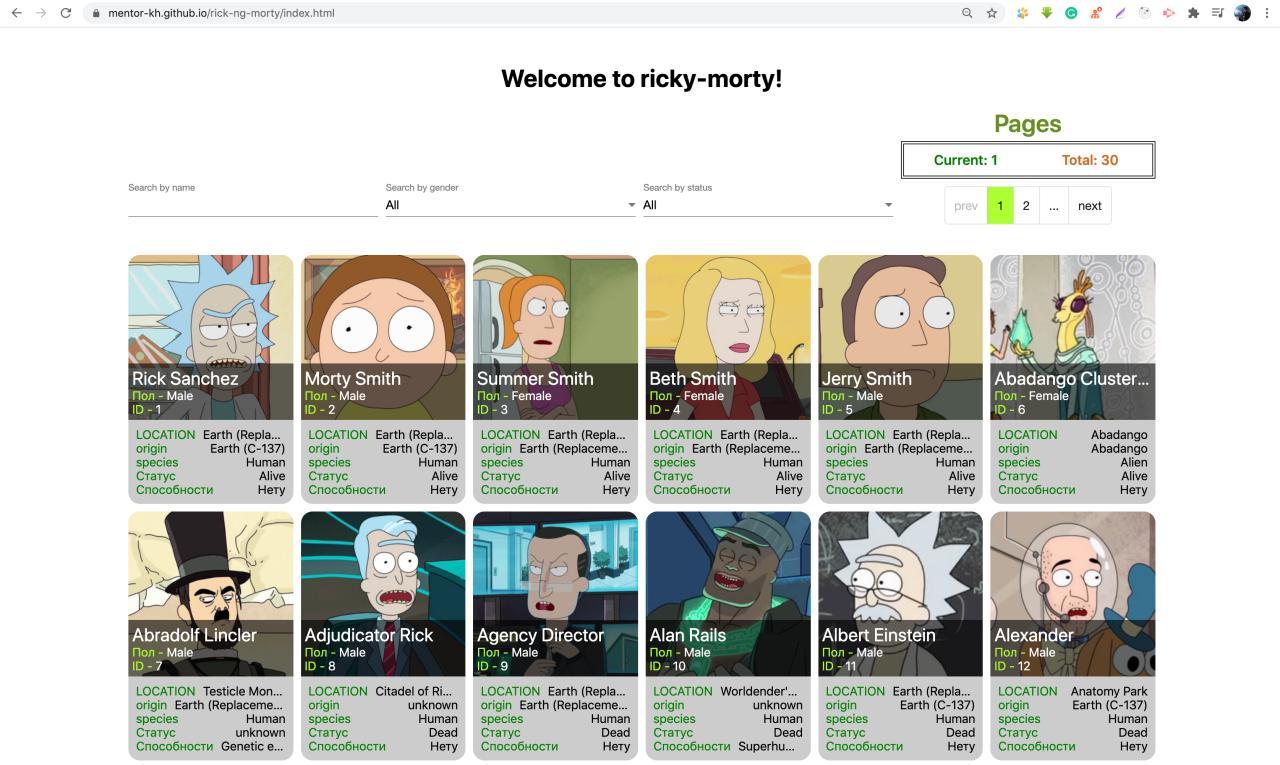 mentor-kh.github.io/rick-ng-morty/index.html
Welcome to ricky-morty!
Pages
Current: 1 Total: 30
Search by name
Search by gender
All
Search by status
All
prev 1 2 ... next
Rick Sanchez
Пол - Male
ID - 1
LOCATION Earth (Repla...
origin Earth (C-137)
species Human
Статус Alive
Способности Нету
Morty Smith
Пол - Male
ID - 2
LOCATION Earth (Repla...
origin Earth (C-137)
species Human
Статус Alive
Способности Нету
Summer Smith
Пол - Female
ID - 3
LOCATION Earth (Repla...
origin Earth (Replaceme...
species Human
Статус Alive
Способности Нету
Beth Smith
Пол - Female
ID - 4
LOCATION Earth (Repla...
origin Earth (Replaceme...
species Human
Статус Alive
Способности Нету
Jerry Smith
Пол - Male
ID - 5
LOCATION Earth (Repla...
origin Earth (Replaceme...
species Human
Статус Alive
Способности Нету
Abadango Cluster...
Пол - Female
ID - 6
LOCATION Abadango
origin Abadango
species Alien
Статус Alive
Способности Нету
Abradolf Lincler
Пол - Male
ID - 7
LOCATION Testicle Mon...
origin Earth (Replaceme...
species Human
Статус unknown
Способности Genetic e...
Adjudicator Rick
Пол - Male
ID - 8
LOCATION Citadel of Ri...
origin unknown
species Human
Статус Dead
Способности Нету
Agency Director
Пол - Male
ID - 9
LOCATION Earth (Repla...
origin Earth (Replaceme...
species Human
Статус Dead
Способности Нету
Alan Rails
Пол - Male
ID - 10
LOCATION Worldender'...
origin unknown
species Human
Статус Dead
Способности Superhu...
Albert Einstein
Пол - Male
ID - 11
LOCATION Earth (Repla...
origin Earth (C-137)
species Human
Статус Dead
Способности Нету
Alexander
Пол - Male
ID - 12
LOCATION Anatomy Park
origin Earth (C-137)
species Human
Статус Dead
Способности Нету